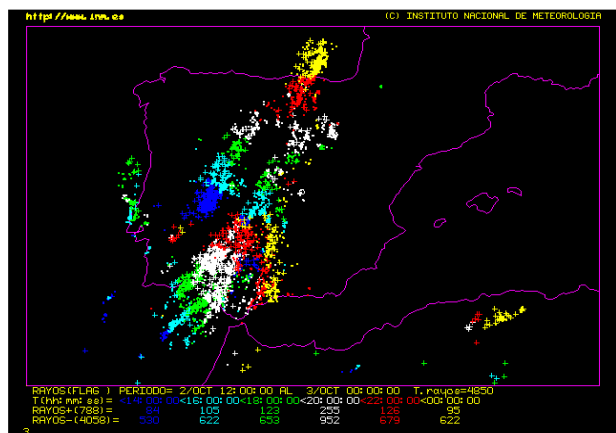 http://www.inm.es (C) INSTITUTO NACIONAL DE METEOROLOGIA
RAYOS(FLAG ) PERIODO= 2/OCT 12:00:00 AL 3/OCT 00:00:00 T.rayos=4850
T(hh:mm:ss)= <14:00:00 <16:00:00 <18:00:00 <20:00:00 <22:00:00 <00:00:00
RAYOS+(788)= 84 105 123 255 126 95
RAYOS-(4058)= 530 622 653 952 679 622
3